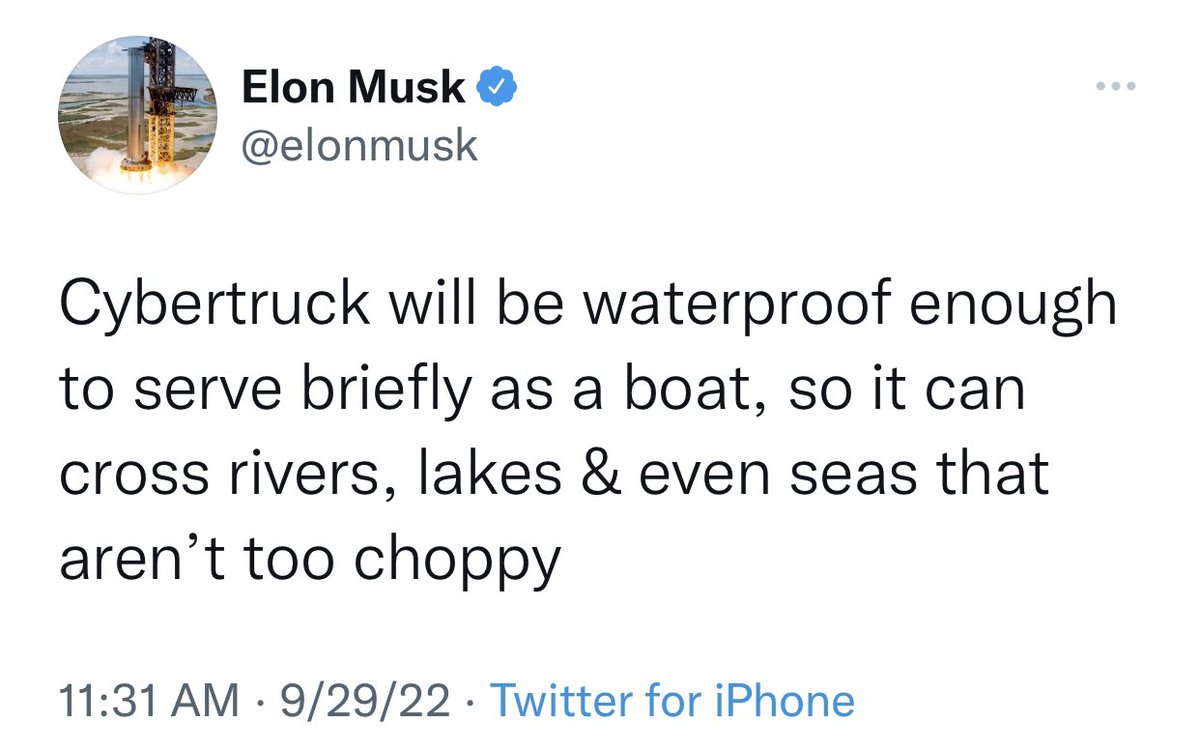 Elon Musk
@elonmusk
Cybertruck will be waterproof enough
to serve briefly as a boat, so it can
cross rivers, lakes & even seas that
aren’t too choppy
11:31 AM · 9/29/22 · Twitter for iPhone